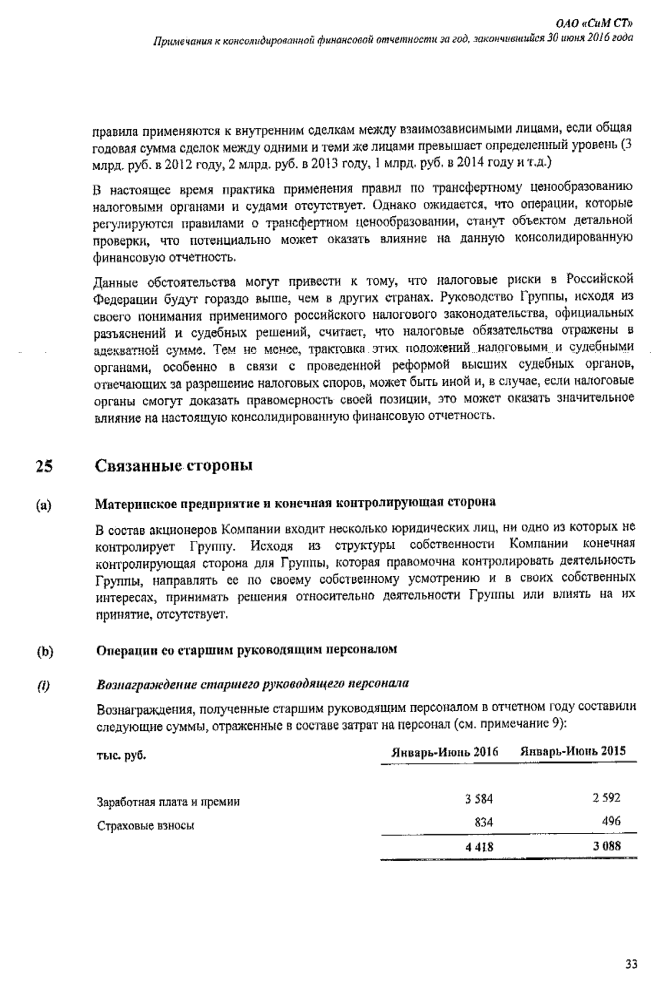 ОАО «СиМ СТ»
Примечания к консолидированной финансовой отчетности за год, закончившийся 30 июня 2016 года
правила применяются к внутренним сделкам между взаимозависимыми лицами, если общая
годовая сумма сделок между одними и теми же лицами превышает определенный уровень (3
млрд. руб. в 2012 году, 2 млрд. руб. в 2013 году, 1 млрд. руб. в 2014 году и т.д.)
В настоящее время практика применения правил по трансфертному ценообразованию
налоговыми органами и судами отсутствует. Однако ожидается, что операции, которые
регулируются правилами о трансфертном ценообразовании, станут объектом детальной
проверки, что потенциально может оказать влияние на данную консолидированную
финансовую отчетность.
Данные обстоятельства могут привести к тому, что налоговые риски в Российской
Федерации будут гораздо выше, чем в других странах. Руководство Группы, исходя из
своего понимания применимого российского налогового законодательства, официальных
разъяснений и судебных решений, считает, что налоговые обязательства отражены в
адекватной сумме. Тем не менее, трактовка этих положений налоговыми и судебными
органами, особенно в связи с проведенной реформой высших судебных органов,
отвечающих за разрешение налоговых споров, может быть иной и, в случае, если налоговые
органы смогут доказать правомерность своей позиции, это может оказать значительное
влияние на настоящую консолидированную финансовую отчетность.
25 Связанные стороны
(a) Материнское предприятие и конечная контролирующая сторона
В состав акционеров Компании входит несколько юридических лиц, ни одно из которых не
контролирует Группу. Исходя из структуры собственности Компании конечная
контролирующая сторона для Группы, которая правомочна контролировать деятельность
Группы, направлять ее по своему собственному усмотрению и в своих собственных
интересах, принимать решения относительно деятельности Группы или влиять на их
принятие, отсутствует.
(b) Операции со старшим руководящим персоналом
(i) Вознаграждение старшего руководящего персонала
Вознаграждения, полученные старшим руководящим персоналом в отчетном году составили
следующие суммы, отраженные в составе затрат на персонал (см. примечание 9):
тыс. руб. Январь-Июнь 2016 Январь-Июнь 2015
Заработная плата и премии 3 584 2 592
Страховые взносы 834 496
4 418 3 088
33